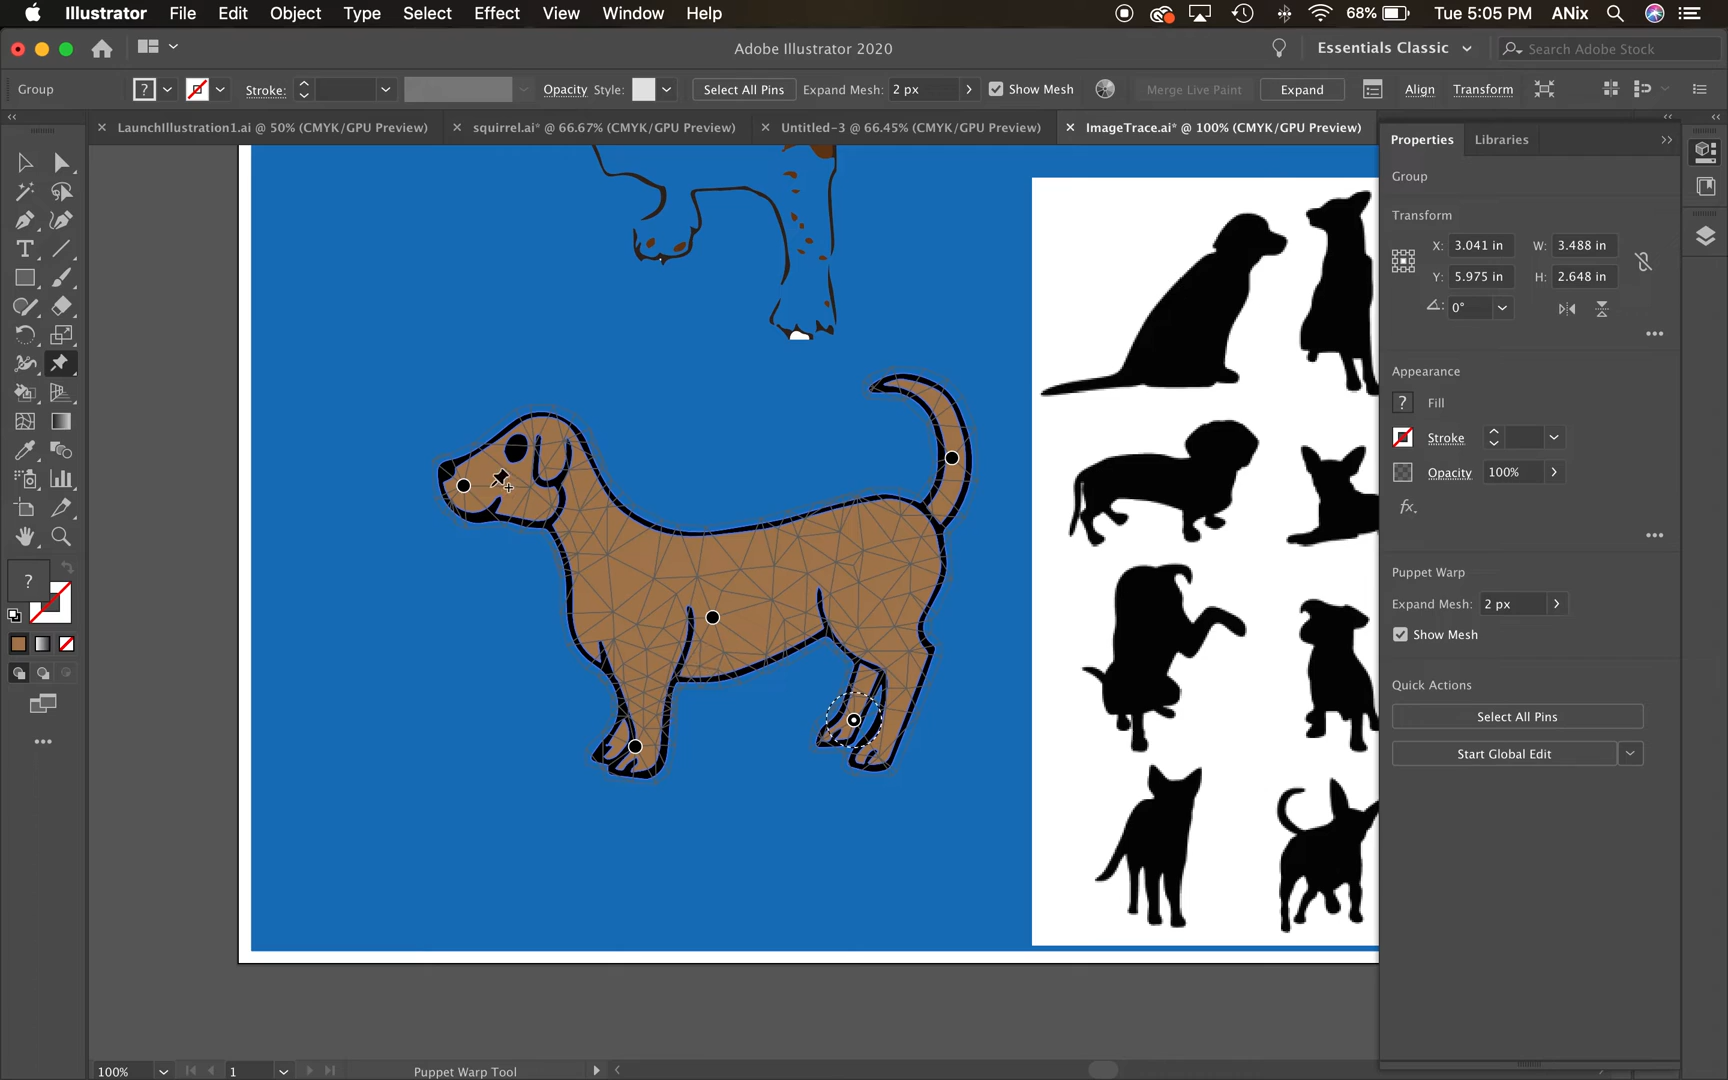 Illustrator File Edit Object Type Select Effect View Window Help 68% Tue 5:05 PM ANix
Adobe Illustrator 2020 Essentials Classic Search Adobe Stock
Group ? Stroke: Opacity Style: Select All Pins Expand Mesh: 2 px Show Mesh Merge Live Paint Expand Align Transform
LaunchIllustration1.ai @ 50% (CMYK/GPU Preview) squirrel.ai* @ 66.67% (CMYK/GPU Preview) Untitled-3 @ 66.45% (CMYK/GPU Preview) ImageTrace.ai* @ 100% (CMYK/GPU Preview)
Properties Libraries
Group
Transform
X: 3.041 in W: 3.488 in
Y: 5.975 in H: 2.648 in
0°
Appearance
? Fill
Stroke
Opacity 100%
fx.
Puppet Warp
Expand Mesh: 2 px
Show Mesh
Quick Actions
Select All Pins
Start Global Edit
?
100% 1 Puppet Warp Tool